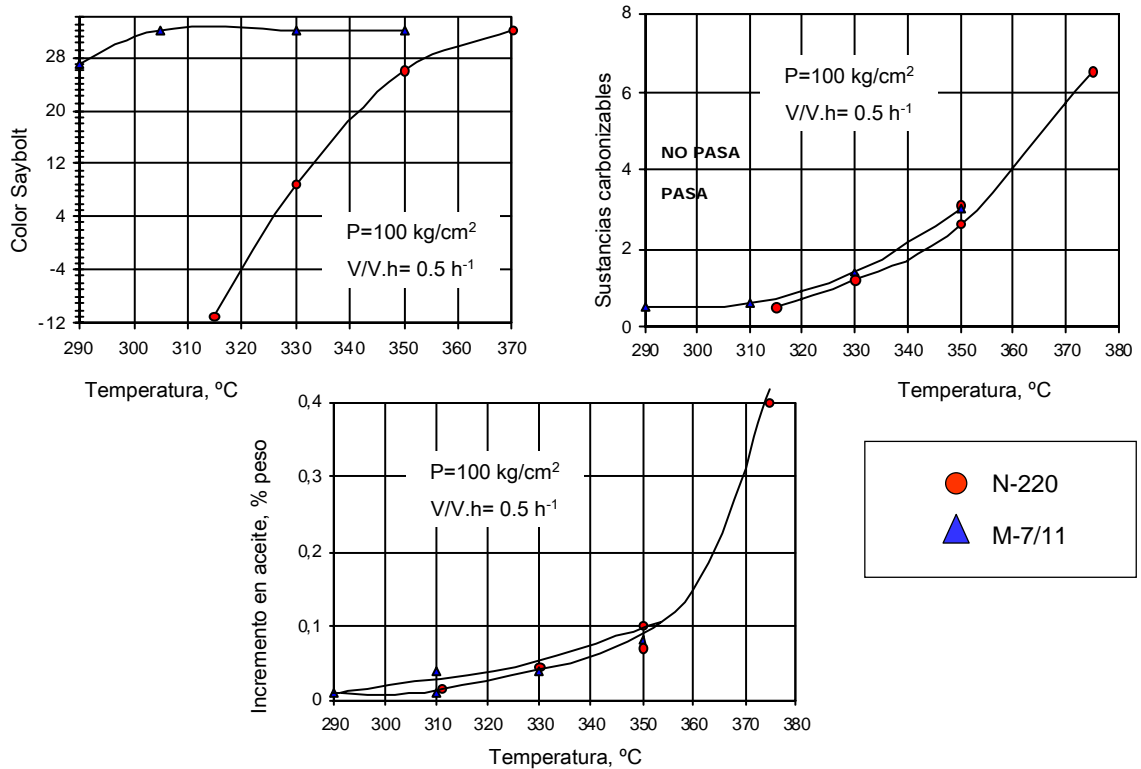 Color Saybolt
28
20
12
4
-4
-12
P=100 kg/cm²
V/V.h= 0.5 h⁻¹
290 300 310 320 330 340 350 360 370
Temperatura, ºC
Sustancias carbonizables
8
6
4
2
0
P=100 kg/cm²
V/V.h= 0.5 h⁻¹
NO PASA
PASA
290 300 310 320 330 340 350 360 370 380
Temperatura, ºC
Incremento en aceite, % peso
0,4
0,3
0,2
0,1
0
P=100 kg/cm²
V/V.h= 0.5 h⁻¹
290 300 310 320 330 340 350 360 370 380
Temperatura, ºC
N-220
M-7/11